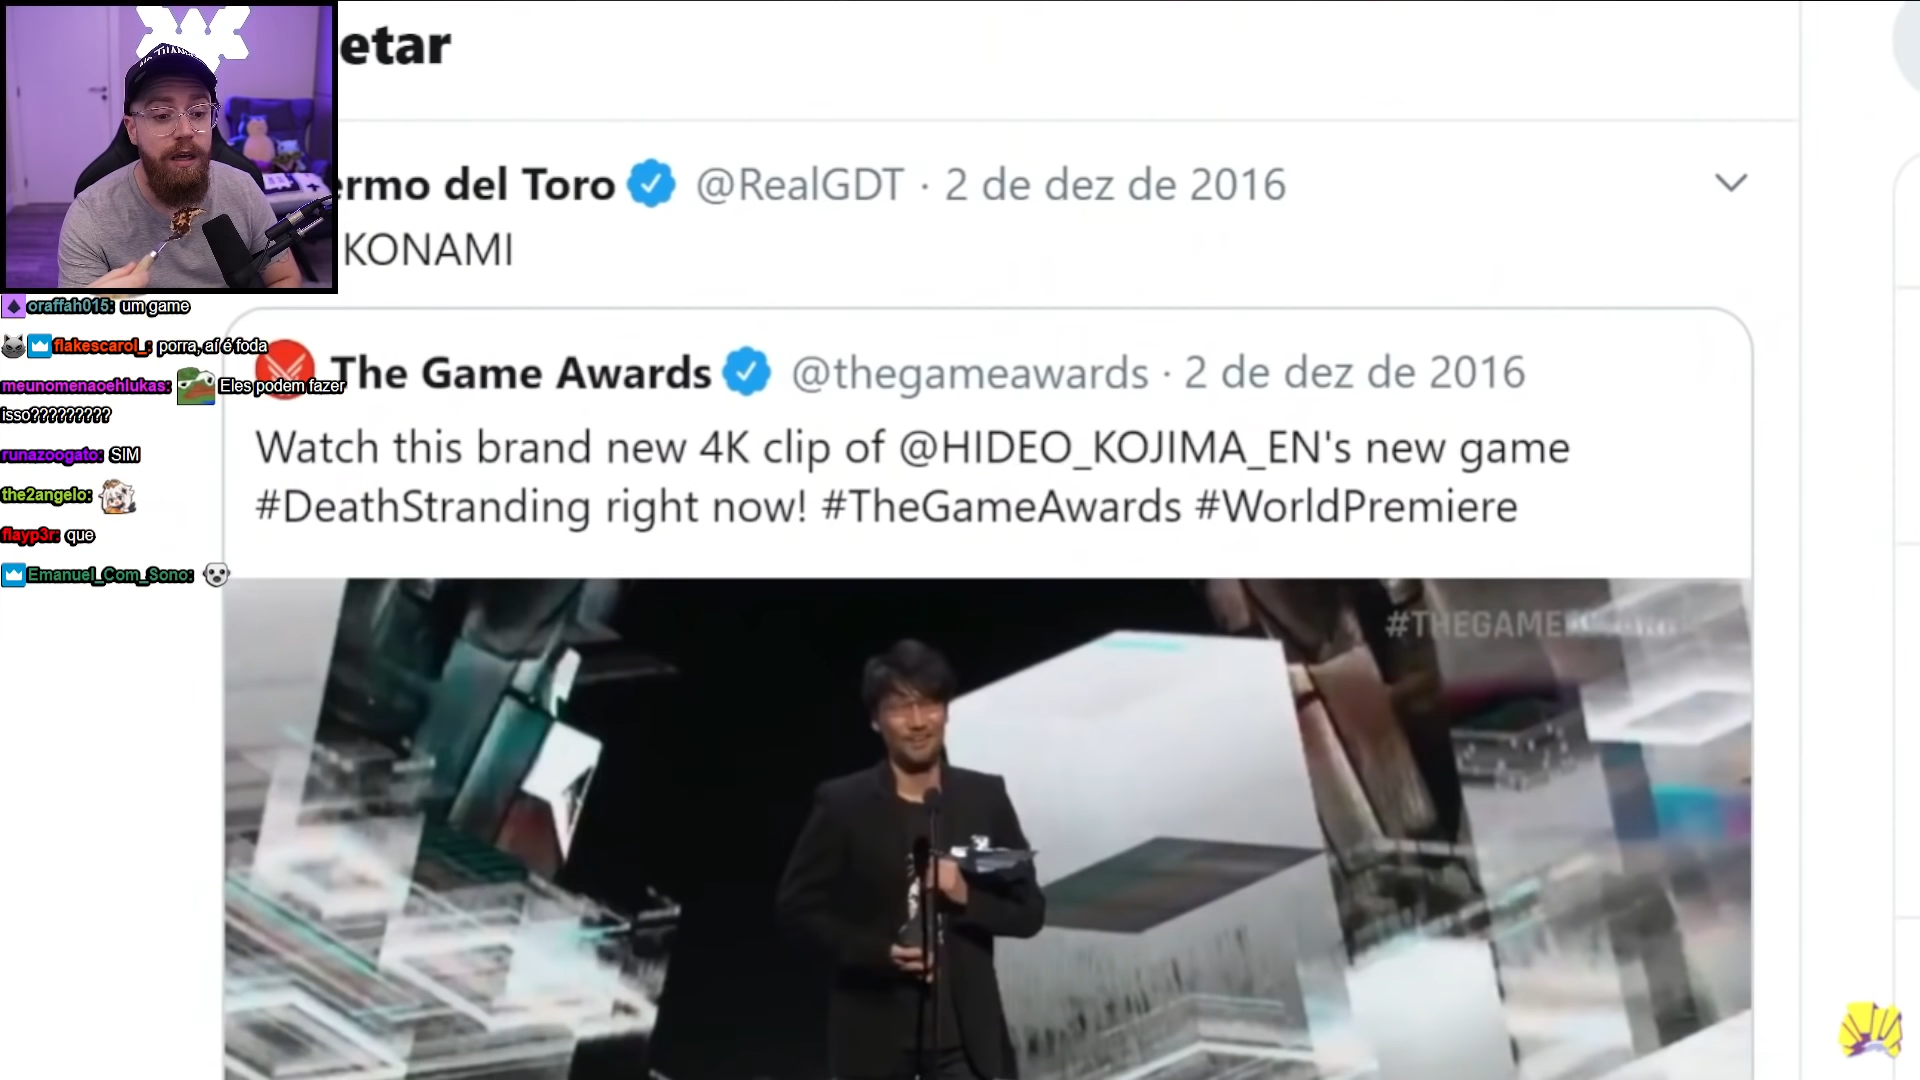 etar
ermo del Toro @RealGDT · 2 de dez de 2016
KONAMI
The Game Awards @thegameawards · 2 de dez de 2016
Watch this brand new 4K clip of @HIDEO_KOJIMA_EN's new game
#DeathStranding right now! #TheGameAwards #WorldPremiere
#THEGAME
oraffah015: um game
flakescarol_: porra, aí é foda
meunomenaoehlukas: Eles podem fazer
isso?????????
runazoogato: SIM
the2angelo:
flayp3r: que
Emanuel_Com_Sono: